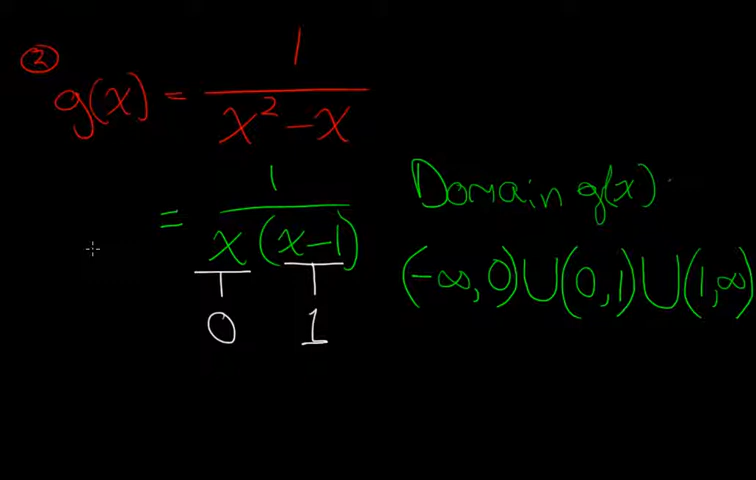 ②
g(x) = 1/(x² - x)
= 1/(x(x-1))
0 1
Domain g(x):
(-∞, 0) ∪ (0, 1) ∪ (1, ∞)